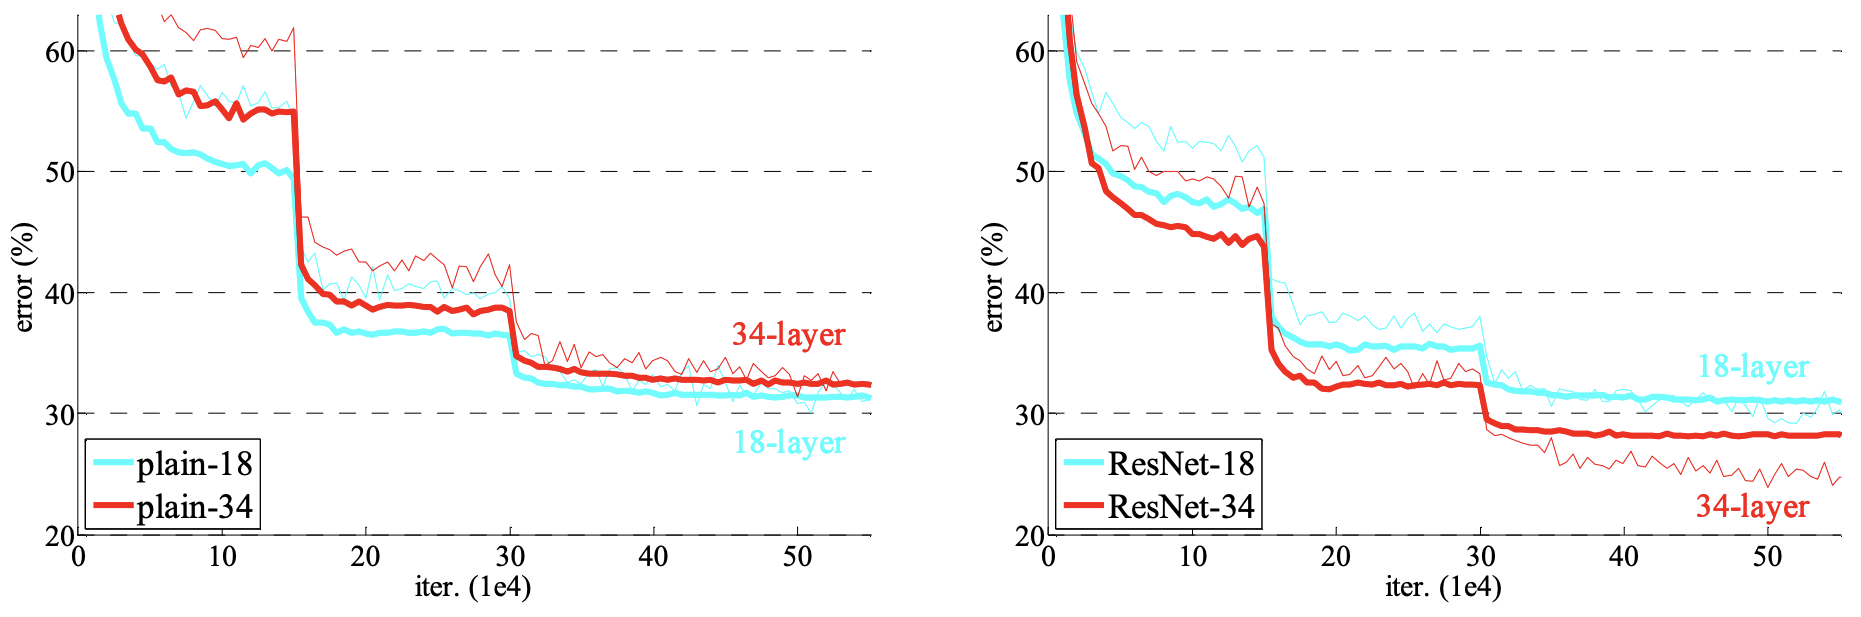 60
50
40
30
20
error (%)
34-layer
18-layer
plain-18
plain-34
0 10 20 30 40 50
iter. (1e4)
60
50
40
30
20
error (%)
18-layer
34-layer
ResNet-18
ResNet-34
0 10 20 30 40 50
iter. (1e4)